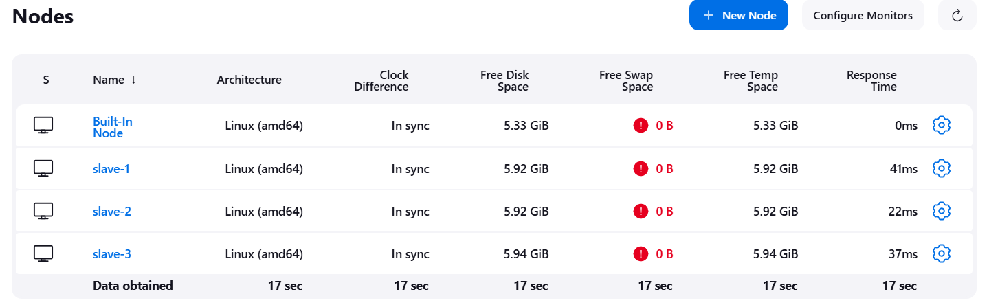 Nodes
+ New Node
Configure Monitors
S Name ↓ Architecture Clock Difference Free Disk Space Free Swap Space Free Temp Space Response Time
Built-In Node Linux (amd64) In sync 5.33 GiB ! 0 B 5.33 GiB 0ms
slave-1 Linux (amd64) In sync 5.92 GiB ! 0 B 5.92 GiB 41ms
slave-2 Linux (amd64) In sync 5.92 GiB ! 0 B 5.92 GiB 22ms
slave-3 Linux (amd64) In sync 5.94 GiB ! 0 B 5.94 GiB 37ms
Data obtained 17 sec 17 sec 17 sec 17 sec 17 sec 17 sec